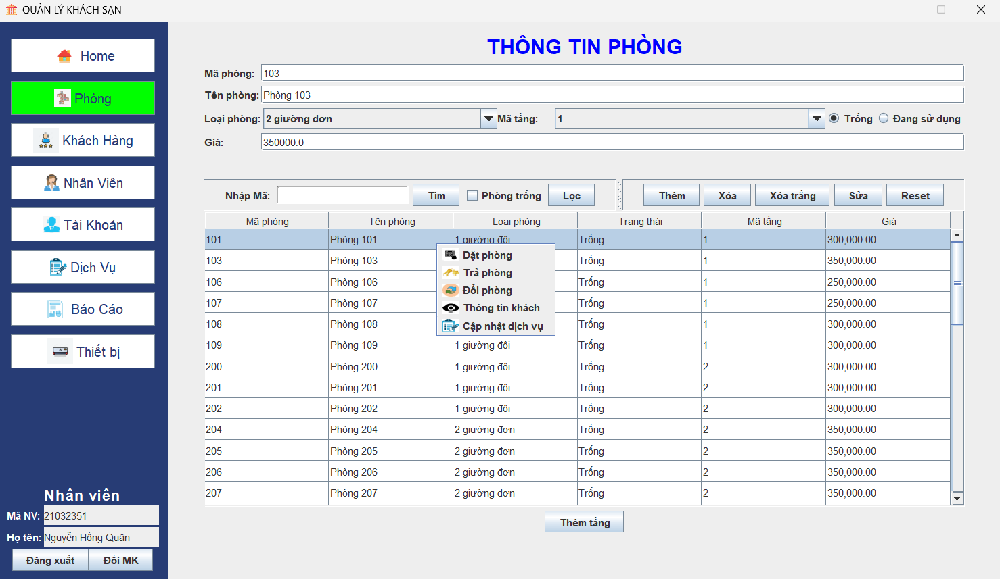 QUẢN LÝ KHÁCH SẠN
Home
Phòng
Khách Hàng
Nhân Viên
Tài Khoản
Dịch Vụ
Báo Cáo
Thiết bị
Nhân viên
Mã NV: 21032351
Họ tên: Nguyễn Hồng Quân
Đăng xuất Đổi MK
THÔNG TIN PHÒNG
Mã phòng: 103
Tên phòng: Phòng 103
Loại phòng: 2 giường đơn Mã tầng: 1 Trống Đang sử dụng
Giá: 350000.0
Nhập Mã: Tìm Phòng trống Lọc Thêm Xóa Xóa trắng Sửa Reset
Mã phòng Tên phòng Loại phòng Trạng thái Mã tầng Giá
101 Phòng 101 1 giường đôi Trống 1 300,000.00
103 Phòng 103 Trống 1 350,000.00
106 Phòng 106 Trống 1 250,000.00
107 Phòng 107 Trống 1 250,000.00
108 Phòng 108 Trống 1 300,000.00
109 Phòng 109 1 giường đôi Trống 1 300,000.00
200 Phòng 200 1 giường đôi Trống 2 300,000.00
201 Phòng 201 1 giường đôi Trống 2 300,000.00
202 Phòng 202 1 giường đôi Trống 2 300,000.00
204 Phòng 204 2 giường đơn Trống 2 350,000.00
205 Phòng 205 2 giường đơn Trống 2 350,000.00
206 Phòng 206 2 giường đơn Trống 2 350,000.00
207 Phòng 207 2 giường đơn Trống 2 350,000.00
Đặt phòng
Trả phòng
Đổi phòng
Thông tin khách
Cập nhật dịch vụ
Thêm tầng